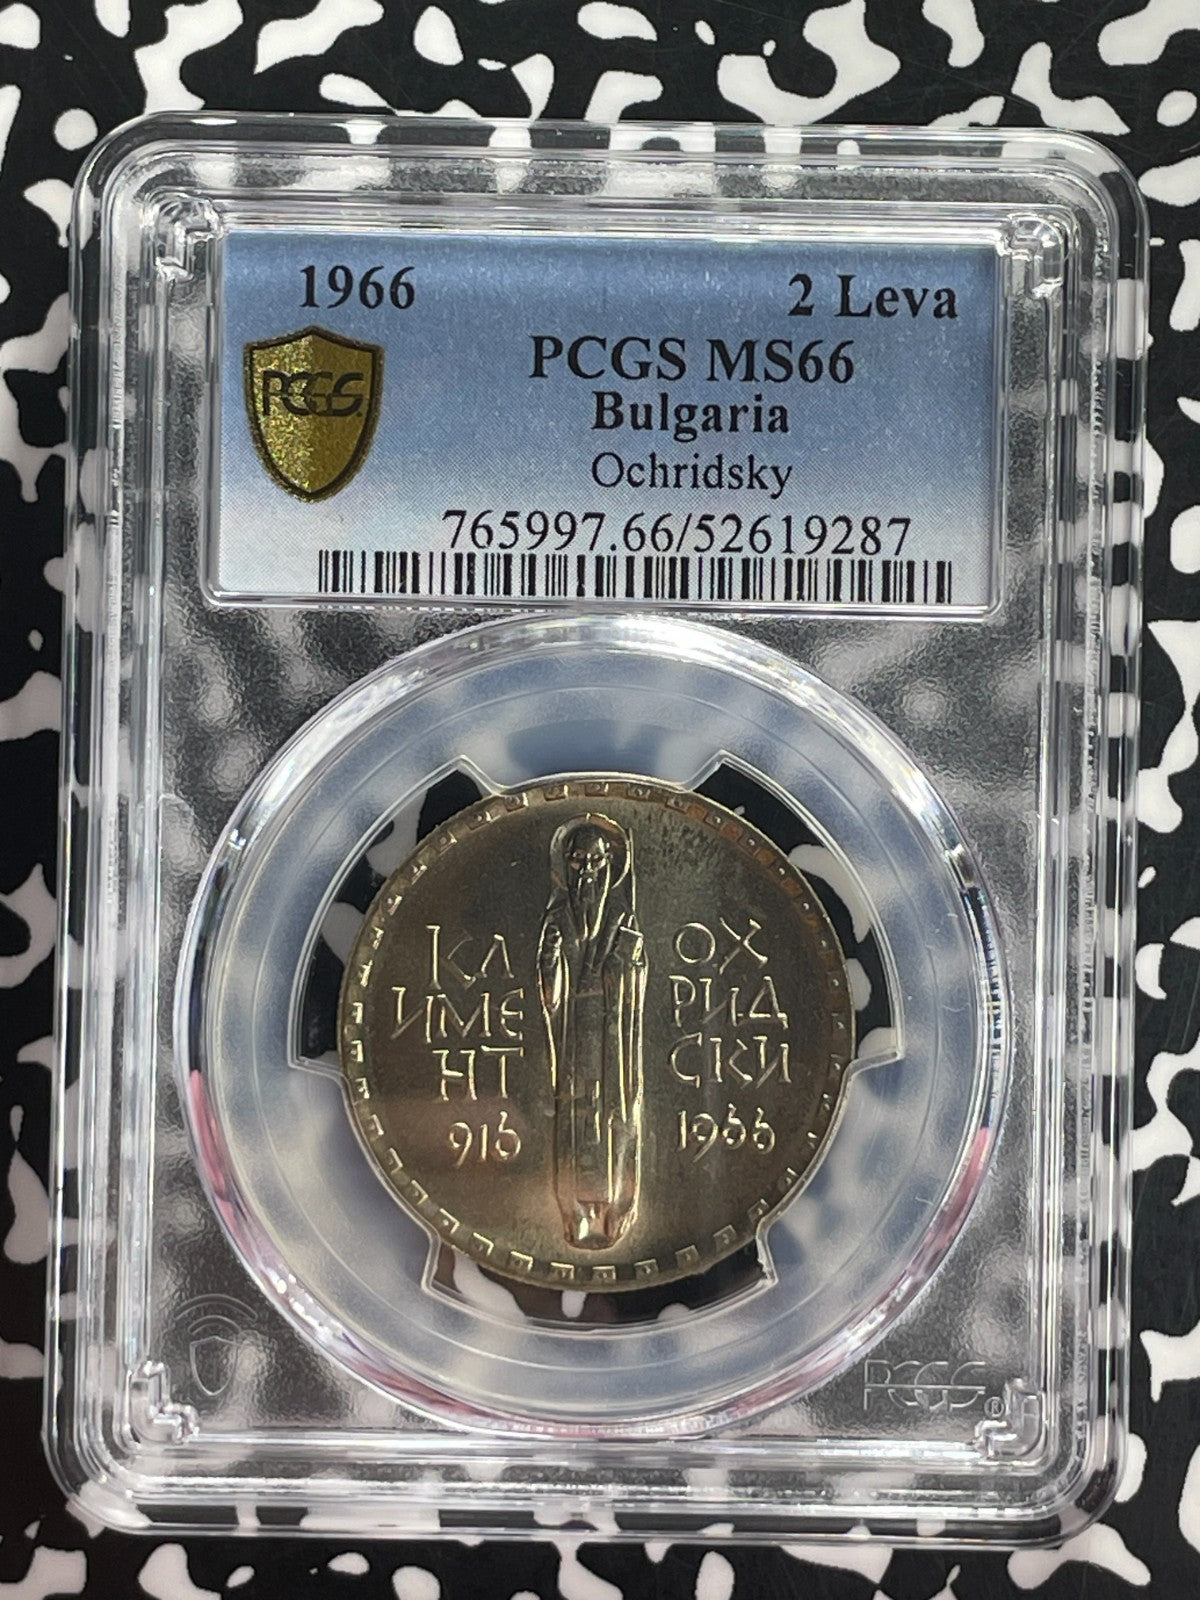 1966 2 Leva
PCGS MS66
PCGS
Bulgaria
Ochridsky
765997.66/52619287
КЛ ОХ
ИМЕ РИД
НТ СКИ
916 1966
PCGS®